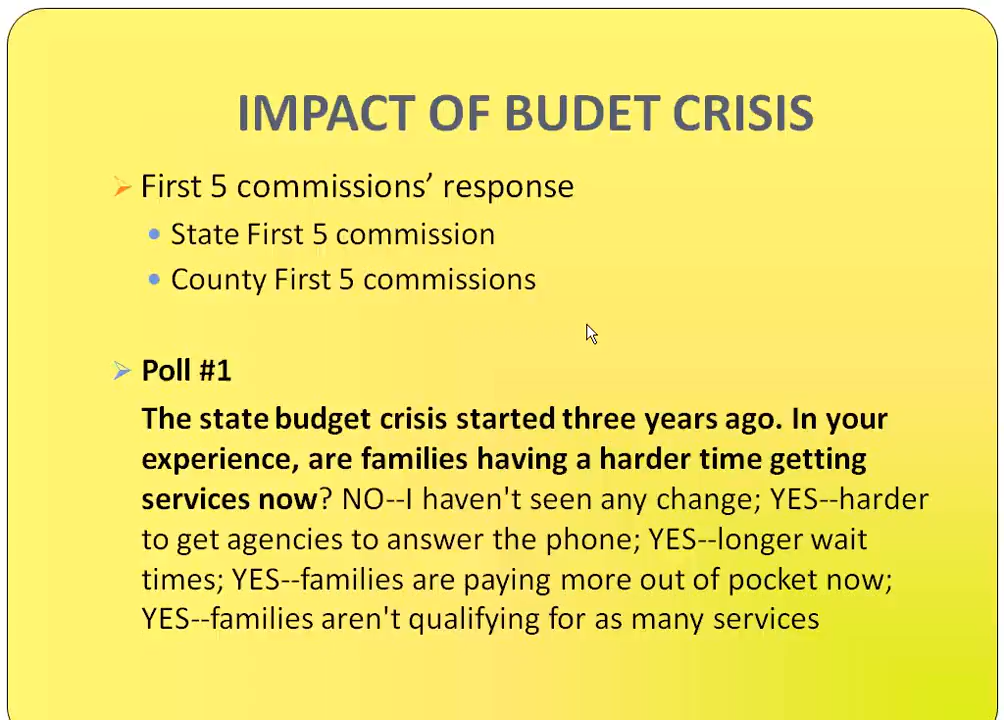 IMPACT OF BUDET CRISIS
First 5 commissions’ response
State First 5 commission
County First 5 commissions
Poll #1
The state budget crisis started three years ago. In your
experience, are families having a harder time getting
services now? NO--I haven't seen any change; YES--harder
to get agencies to answer the phone; YES--longer wait
times; YES--families are paying more out of pocket now;
YES--families aren't qualifying for as many services